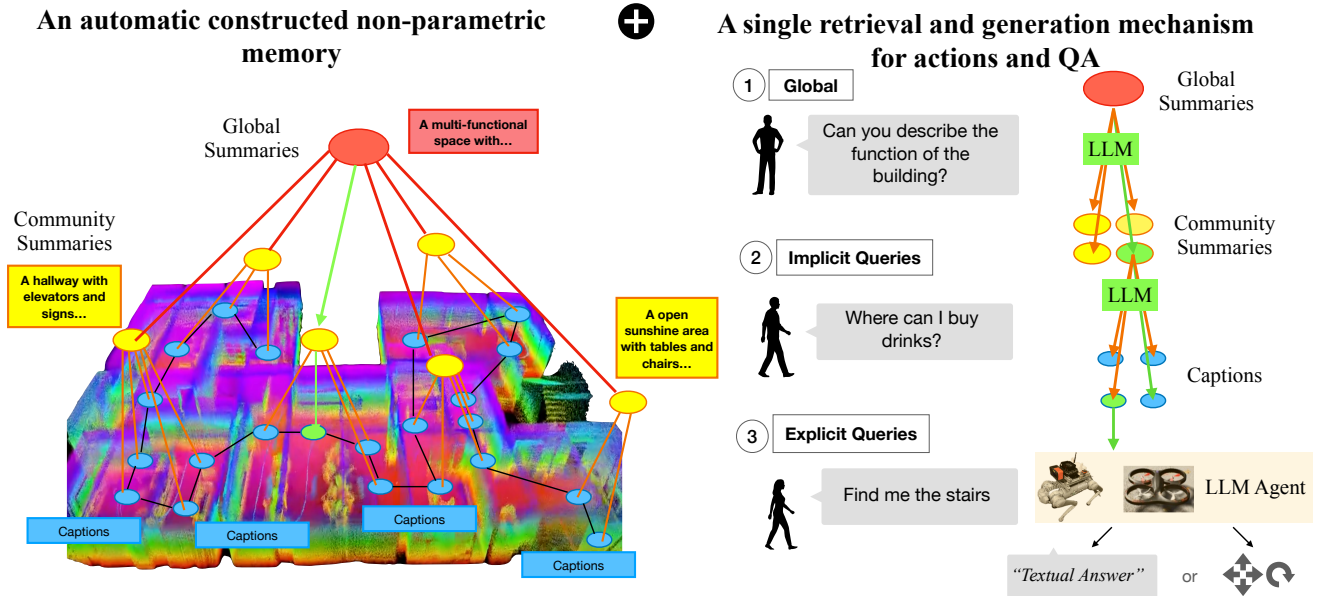 An automatic constructed non-parametric
memory
Global
Summaries
A multi-functional
space with...
Community
Summaries
A hallway with
elevators and
signs...
A open
sunshine area
with tables and
chairs...
Captions
Captions
Captions
Captions
A single retrieval and generation mechanism
for actions and QA
1
Global
Can you describe the
function of the
building?
2
Implicit Queries
Where can I buy
drinks?
3
Explicit Queries
Find me the stairs
Global
Summaries
LLM
Community
Summaries
LLM
Captions
LLM Agent
"Textual Answer"
or